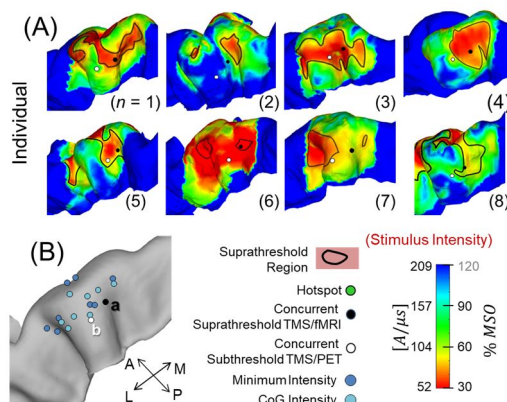 (A)
Individual
(n = 1)
(2)
(3)
(4)
(5)
(6)
(7)
(8)
(B)
a
b
A
M
L
P
Suprathreshold
Region
Hotspot
Concurrent
Suprathreshold TMS/fMRI
Concurrent
Subthreshold TMS/PET
Minimum Intensity
CoG Intensity
(Stimulus Intensity)
[A/µs]
209
157
104
52
120
90
60
30
% MSO